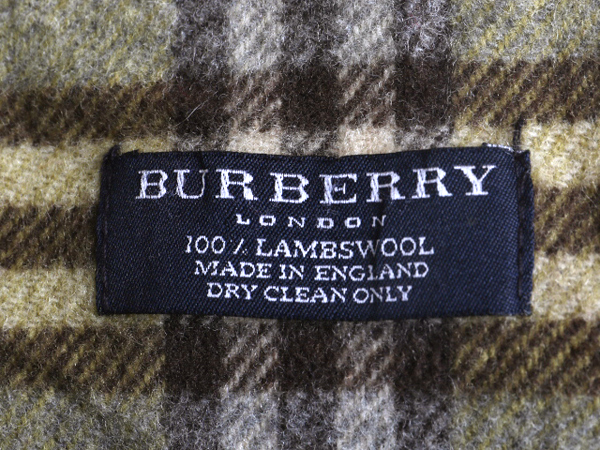 BURBERRY
LONDON
100% LAMBSWOOL
MADE IN ENGLAND
DRY CLEAN ONLY